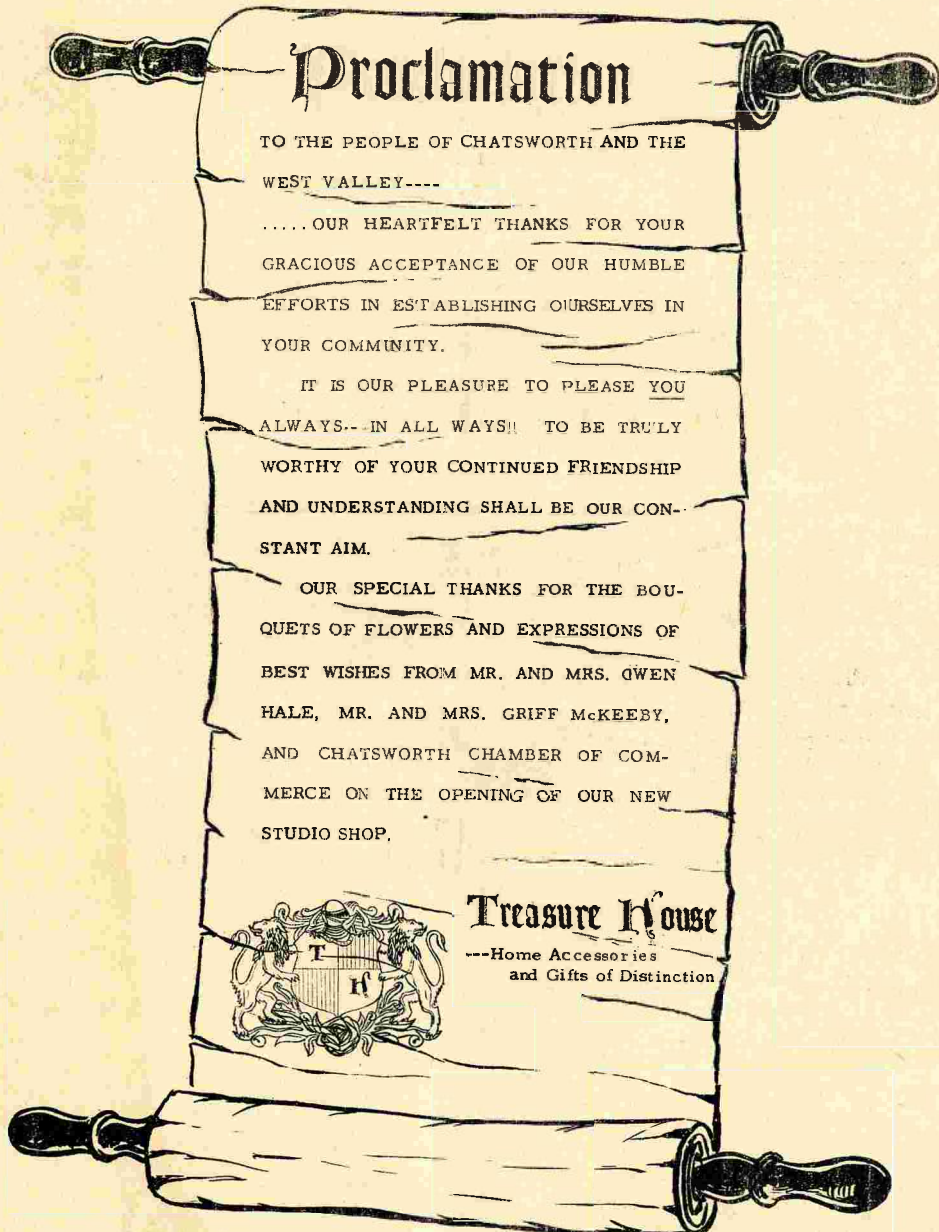 Proclamation
TO THE PEOPLE OF CHATSWORTH AND THE
WEST VALLEY----
.....OUR HEARTFELT THANKS FOR YOUR
GRACIOUS ACCEPTANCE OF OUR HUMBLE
EFFORTS IN ESTABLISHING OURSELVES IN
YOUR COMMUNITY.
IT IS OUR PLEASURE TO PLEASE YOU
ALWAYS--IN ALL WAYS!! TO BE TRULY
WORTHY OF YOUR CONTINUED FRIENDSHIP
AND UNDERSTANDING SHALL BE OUR CON-
STANT AIM.
OUR SPECIAL THANKS FOR THE BOU-
QUETS OF FLOWERS AND EXPRESSIONS OF
BEST WISHES FROM MR. AND MRS. OWEN
HALE, MR. AND MRS. GRIFF McKEEBY,
AND CHATSWORTH CHAMBER OF COM-
MERCE ON THE OPENING OF OUR NEW
STUDIO SHOP.
T
H
Treasure House
---Home Accessories
and Gifts of Distinction